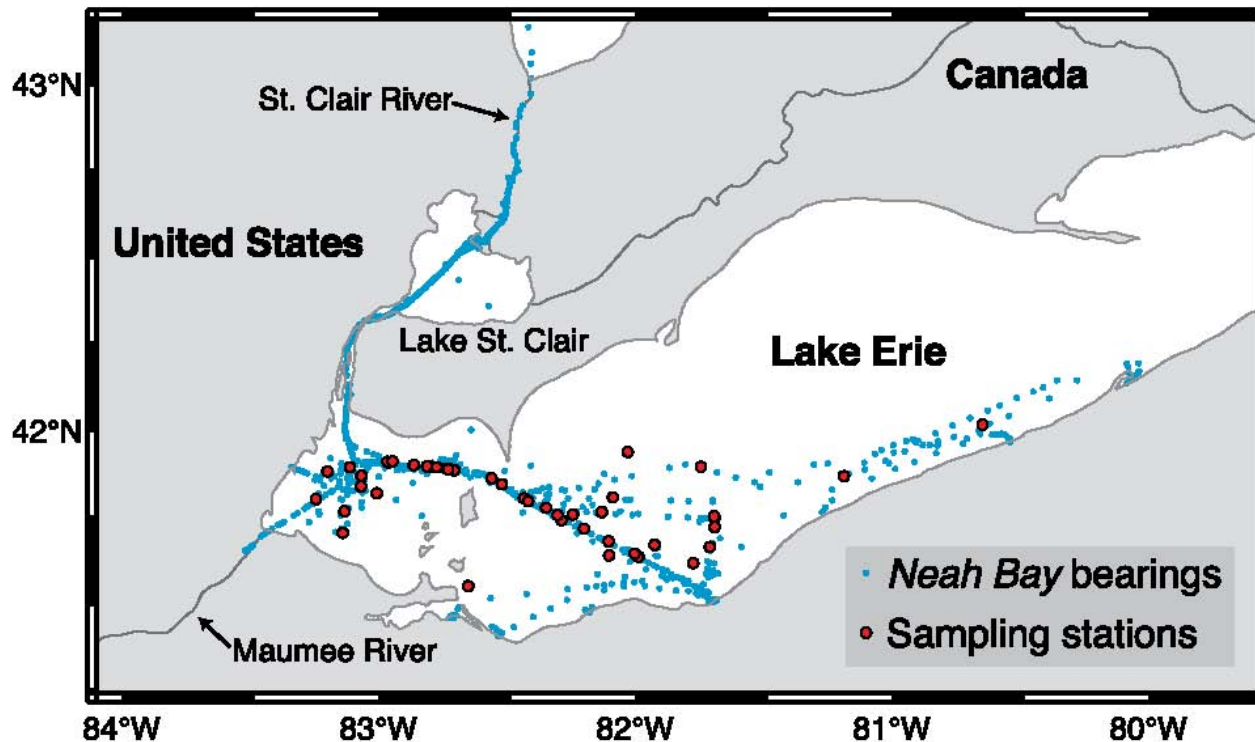 43°N
St. Clair River
Canada
United States
Lake St. Clair
Lake Erie
42°N
Neah Bay bearings
Sampling stations
Maumee River
84°W
83°W
82°W
81°W
80°W